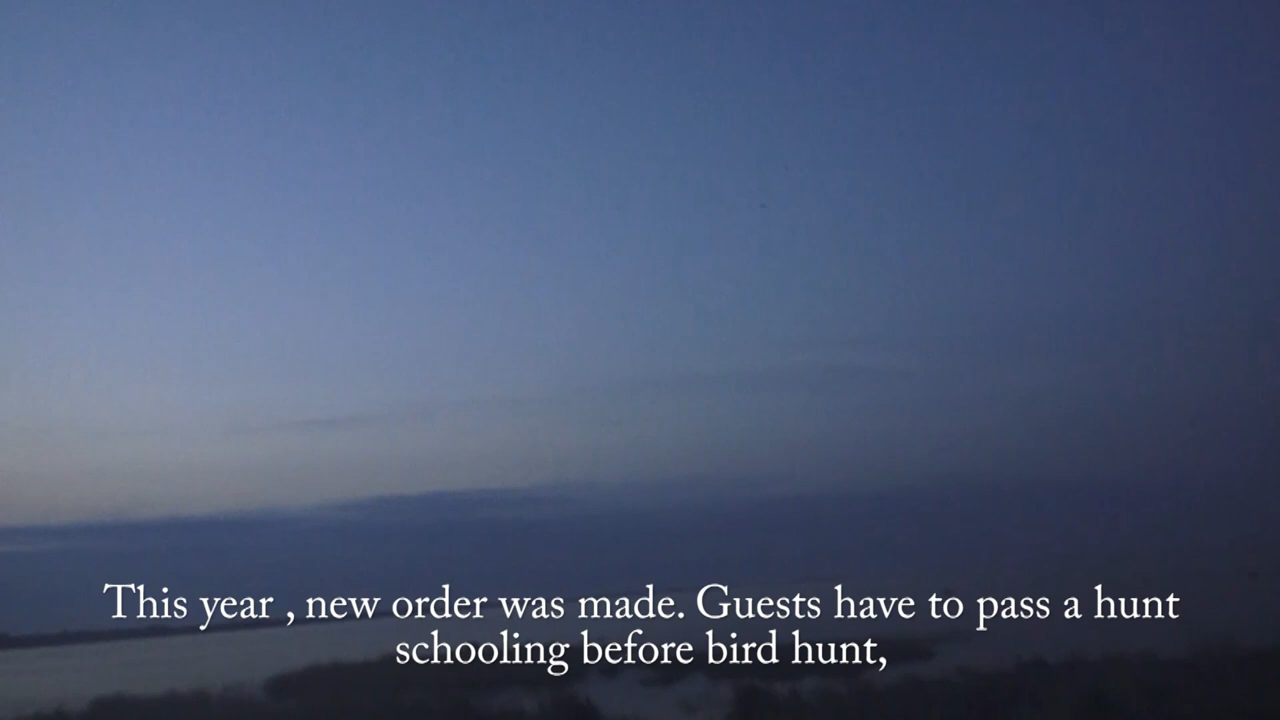 This year , new order was made. Guests have to pass a hunt
schooling before bird hunt,